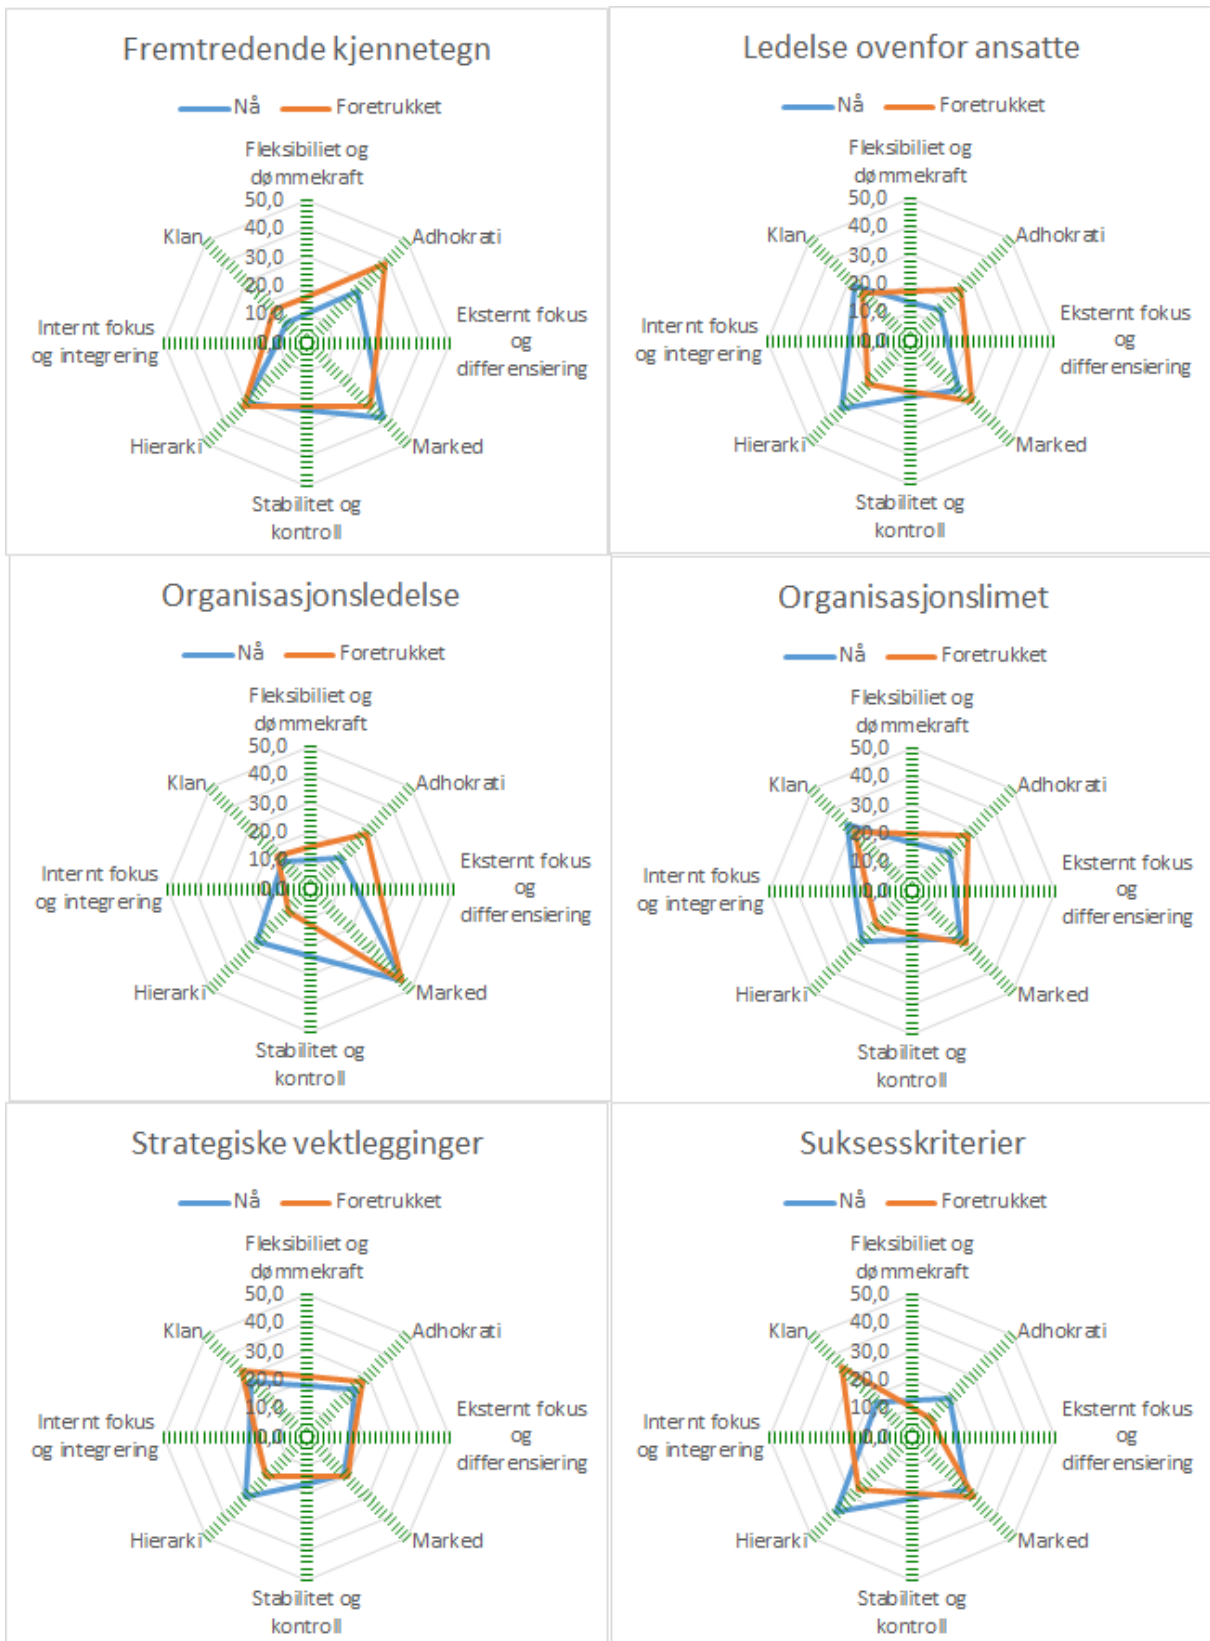 Fremtredende kjennetegn
Nå Foretrukket
Fleksibiliet og
dømmekraft
50,0
40,0
30,0
20,0
10,0
0,0
Klan
Adhokrati
Internt fokus
og integrering
Eksternt fokus
og
differensiering
Hierarki
Marked
Stabilitet og
kontroll
Ledelse ovenfor ansatte
Nå Foretrukket
Fleksibiliet og
dømmekraft
50,0
40,0
30,0
20,0
10,0
0,0
Klan
Adhokrati
Internt fokus
og integrering
Eksternt fokus
og
differensiering
Hierarki
Marked
Stabilitet og
kontroll
Organisasjonsledelse
Nå Foretrukket
Fleksibiliet og
dømmekraft
50,0
40,0
30,0
20,0
10,0
0,0
Klan
Adhokrati
Internt fokus
og integrering
Eksternt fokus
og
differensiering
Hierarki
Marked
Stabilitet og
kontroll
Organisasjonslimet
Nå Foretrukket
Fleksibiliet og
dømmekraft
50,0
40,0
30,0
20,0
10,0
0,0
Klan
Adhokrati
Internt fokus
og integrering
Eksternt fokus
og
differensiering
Hierarki
Marked
Stabilitet og
kontroll
Strategiske vektlegginger
Nå Foretrukket
Fleksibiliet og
dømmekraft
50,0
40,0
30,0
20,0
10,0
0,0
Klan
Adhokrati
Internt fokus
og integrering
Eksternt fokus
og
differensiering
Hierarki
Marked
Stabilitet og
kontroll
Suksesskriterier
Nå Foretrukket
Fleksibiliet og
dømmekraft
50,0
40,0
30,0
20,0
10,0
0,0
Klan
Adhokrati
Internt fokus
og integrering
Eksternt fokus
og
differensiering
Hierarki
Marked
Stabilitet og
kontroll